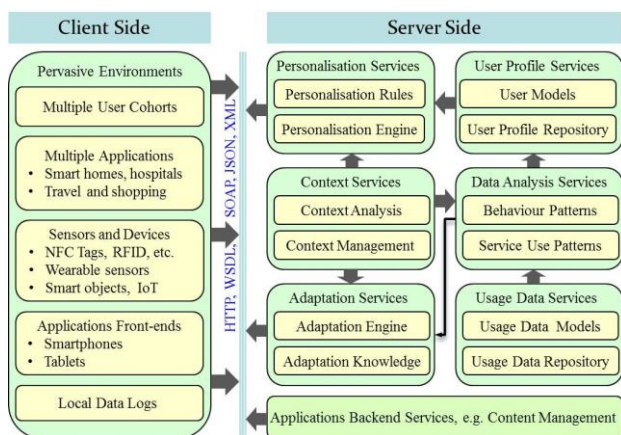 Client Side
Server Side
Pervasive Environments
Multiple User Cohorts
Multiple Applications
• Smart homes, hospitals
• Travel and shopping
Sensors and Devices
• NFC Tags, RFID, etc.
• Wearable sensors
• Smart objects, IoT
Applications Front-ends
• Smartphones
• Tablets
Local Data Logs
HTTP, WSDL, SOAP, JSON, XML
Personalisation Services
Personalisation Rules
Personalisation Engine
User Profile Services
User Models
User Profile Repository
Context Services
Context Analysis
Context Management
Data Analysis Services
Behaviour Patterns
Service Use Patterns
Adaptation Services
Adaptation Engine
Adaptation Knowledge
Usage Data Services
Usage Data Models
Usage Data Repository
Applications Backend Services, e.g. Content Management